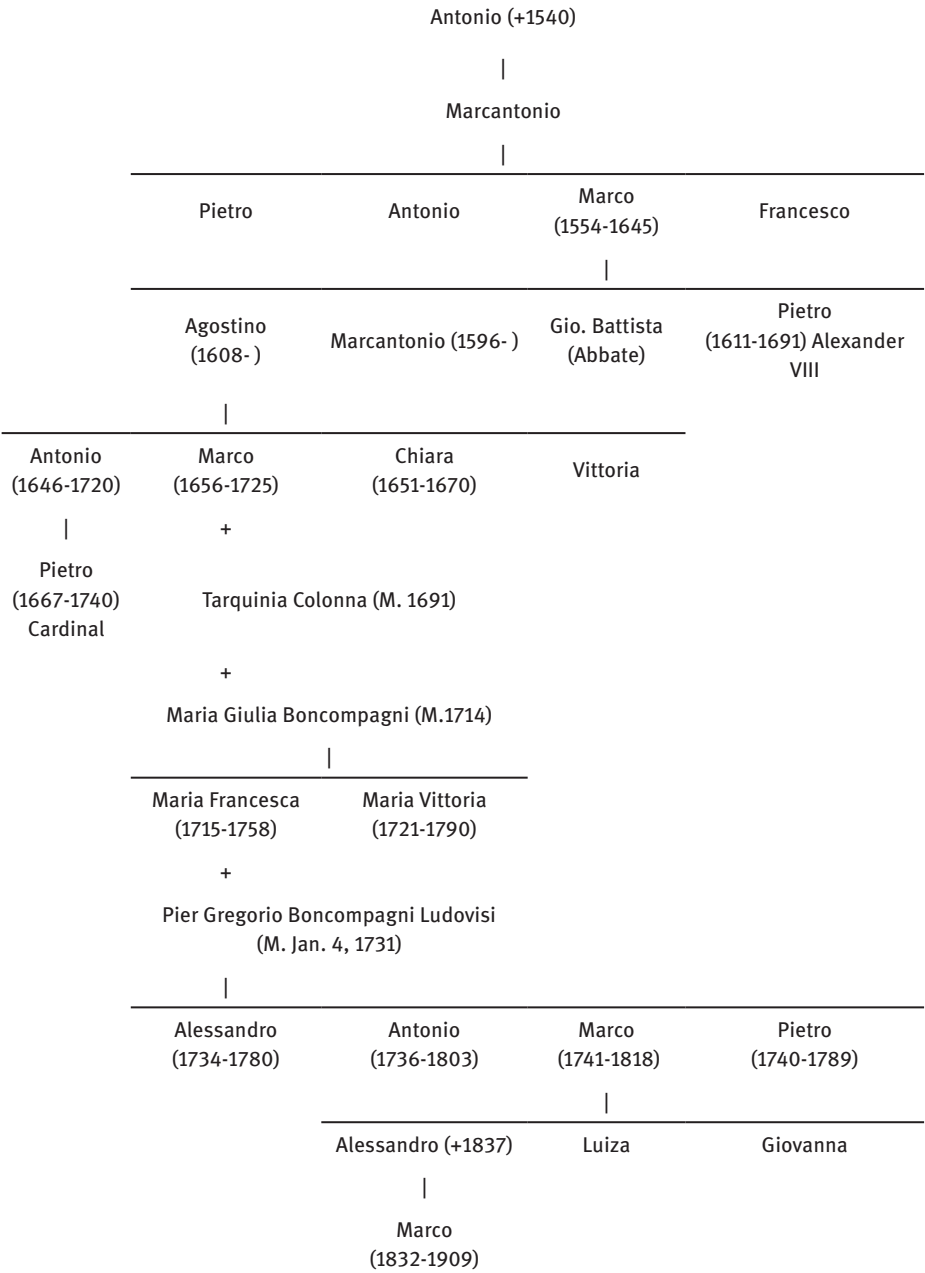 Antonio (+1540)
|
Marcantonio
|
Pietro Antonio Marco (1554-1645) Francesco
|
Agostino (1608- ) Marcantonio (1596- ) Gio. Battista (Abbate) Pietro (1611-1691) Alexander VIII
|
Antonio (1646-1720) Marco (1656-1725) Chiara (1651-1670) Vittoria
| +
Pietro (1667-1740) Cardinal Tarquinia Colonna (M. 1691)
+
Maria Giulia Boncompagni (M.1714)
|
Maria Francesca (1715-1758) Maria Vittoria (1721-1790)
+
Pier Gregorio Boncompagni Ludovisi
(M. Jan. 4, 1731)
|
Alessandro (1734-1780) Antonio (1736-1803) Marco (1741-1818) Pietro (1740-1789)
|
Alessandro (+1837) Luiza Giovanna
|
Marco
(1832-1909)